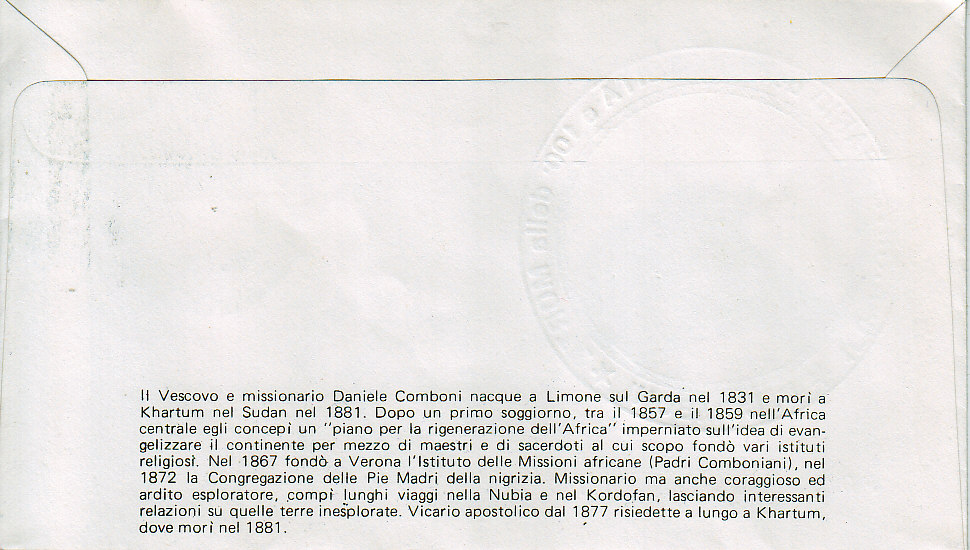 Il Vescovo e missionario Daniele Comboni nacque a Limone sul Garda nel 1831 e morì a
Khartum nel Sudan nel 1881. Dopo un primo soggiorno, tra il 1857 e il 1859 nell'Africa
centrale egli concepì un "piano per la rigenerazione dell'Africa" imperniato sull'idea di evan-
gelizzare il continente per mezzo di maestri e di sacerdoti al cui scopo fondò vari istituti
religiosi. Nel 1867 fondò a Verona l'Istituto delle Missioni africane (Padri Comboniani), nel
1872 la Congregazione delle Pie Madri della nigrizia. Missionario ma anche coraggioso ed
ardito esploratore, compì lunghi viaggi nella Nubia e nel Kordofan, lasciando interessanti
relazioni su quelle terre inesplorate. Vicario apostolico dal 1877 risiedette a lungo a Khartum,
dove morì nel 1881.